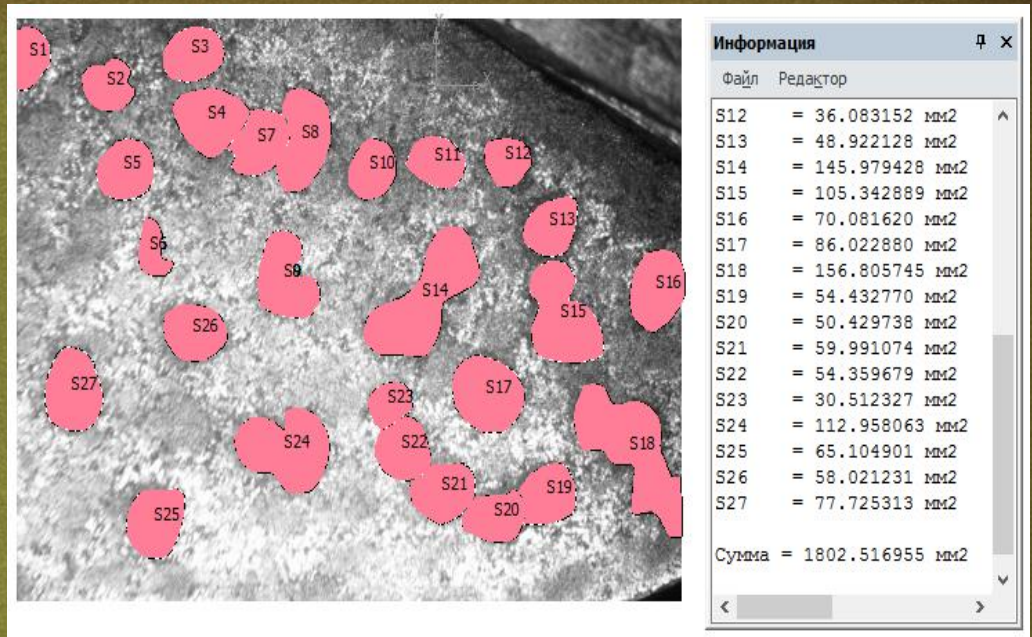 S1
S3
S2
S4
S7
S8
S5
S10
S11
S12
S6
S13
S9
S14
S16
S15
S26
S27
S17
S23
S24
S22
S18
S21
S19
S20
S25
Информация
Файл Редактор
S12 = 36.083152 мм2
S13 = 48.922128 мм2
S14 = 145.979428 мм2
S15 = 105.342889 мм2
S16 = 70.081620 мм2
S17 = 86.022880 мм2
S18 = 156.805745 мм2
S19 = 54.432770 мм2
S20 = 50.429738 мм2
S21 = 59.991074 мм2
S22 = 54.359679 мм2
S23 = 30.512327 мм2
S24 = 112.958063 мм2
S25 = 65.104901 мм2
S26 = 58.021231 мм2
S27 = 77.725313 мм2
Сумма = 1802.516955 мм2